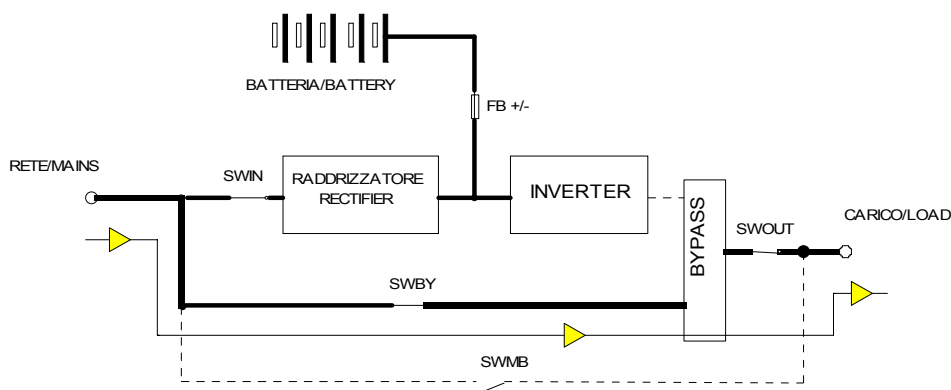 BATTERIA/BATTERY
FB +/-
RETE/MAINS
SWIN
RADDRIZZATORE
RECTIFIER
INVERTER
BYPASS
SWOUT
CARICO/LOAD
SWBY
SWMB